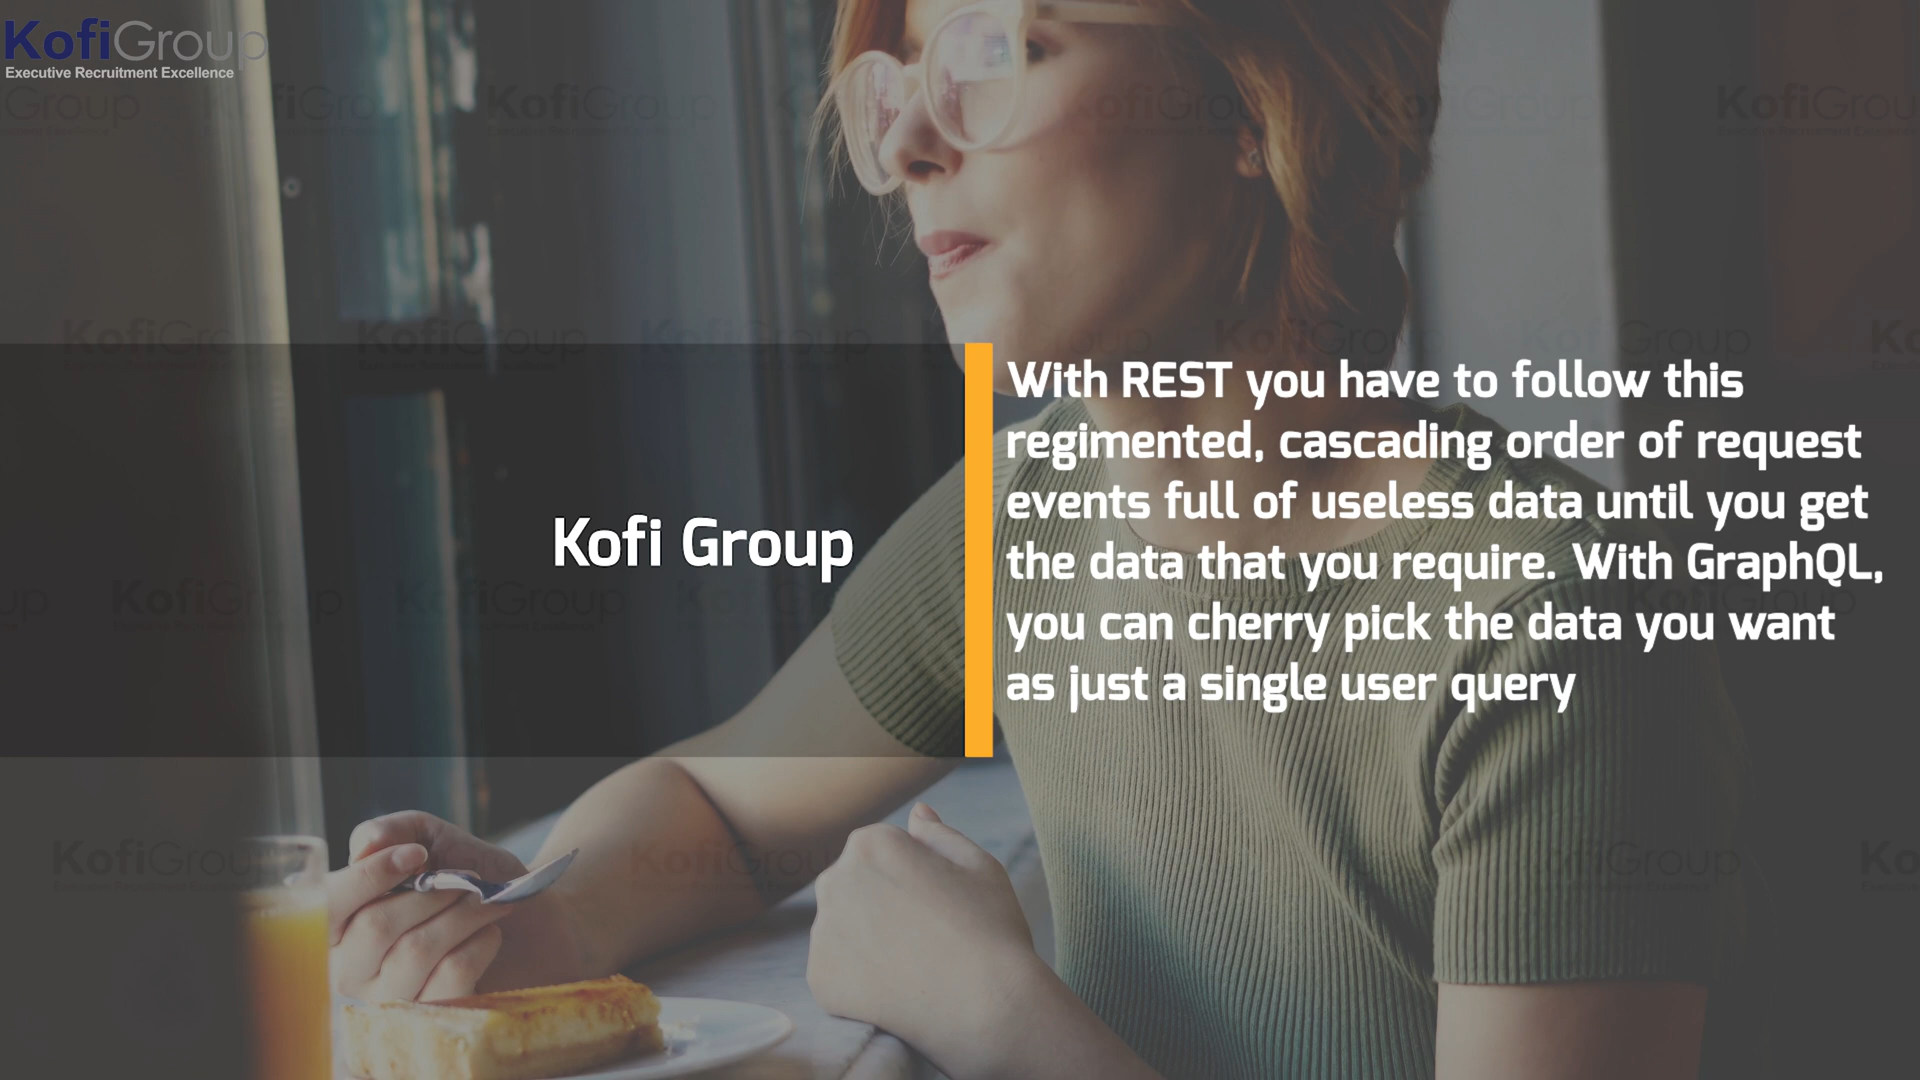 KofiGroup
Executive Recruitment Excellence
Kofi Group
With REST you have to follow this
regimented, cascading order of request
events full of useless data until you get
the data that you require. With GraphQL,
you can cherry pick the data you want
as just a single user query